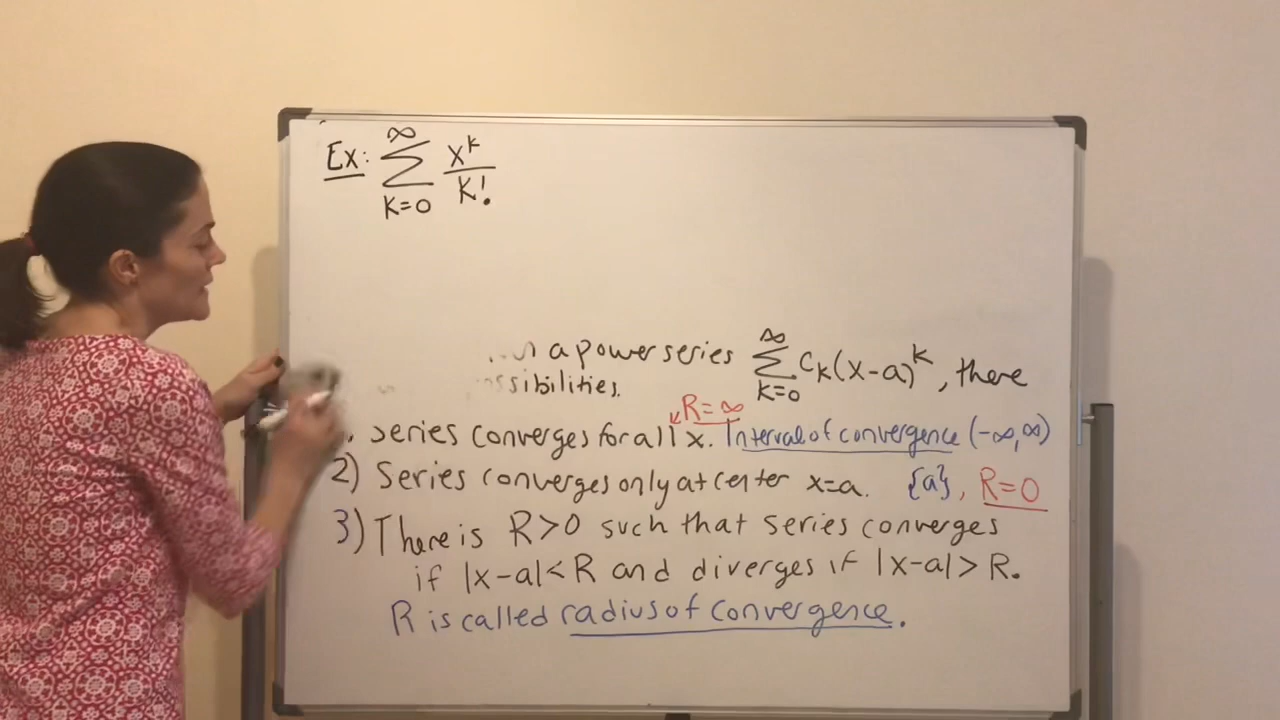 Ex: ∞ Σ k=0 x^k / k!
a power series ∞ Σ k=0 c_k(x-a)^k, there
R=∞
Series converges for all x. Interval of convergence (-∞,∞)
2) Series converges only at center x=a. {a}, R=0
3) There is R>0 such that series converges
if |x-a|<R and diverges if |x-a|>R.
R is called radius of convergence.